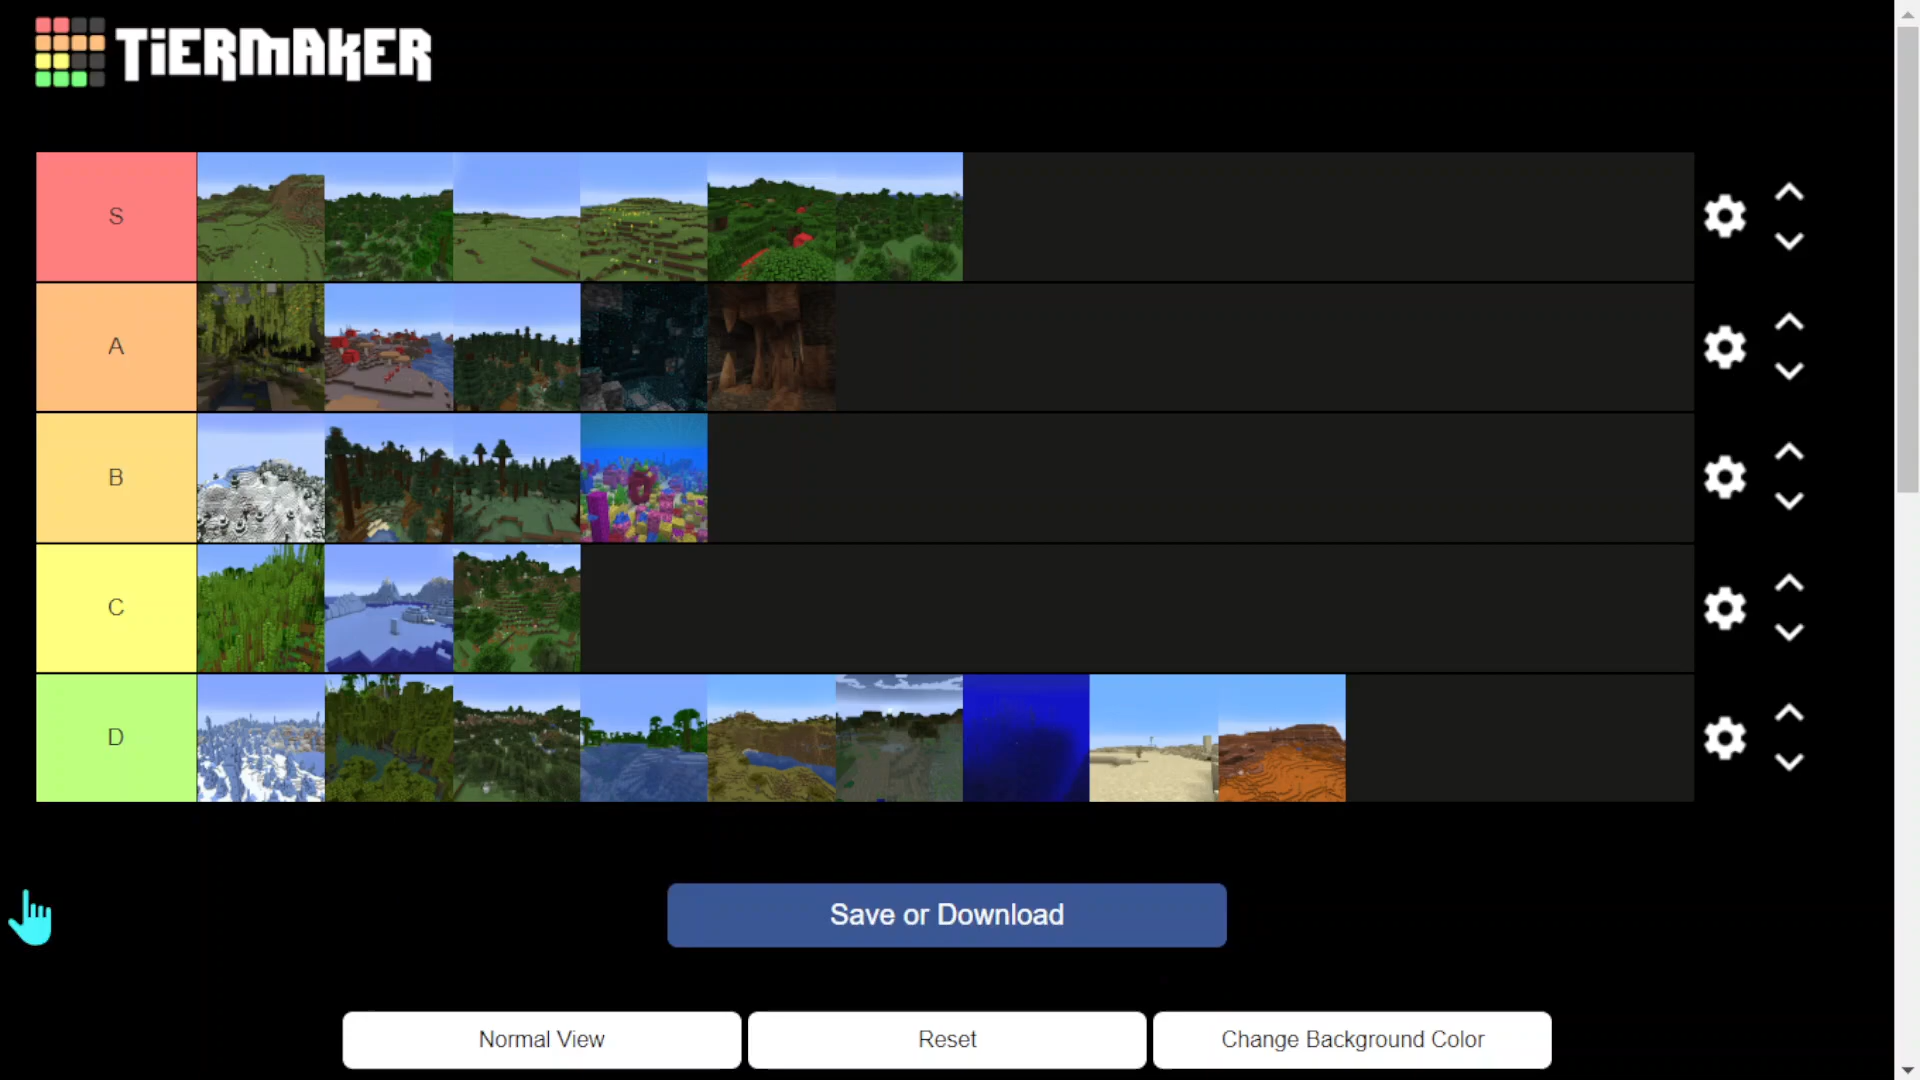 TiERMAKER
S
A
B
C
D
Save or Download
Normal View
Reset
Change Background Color